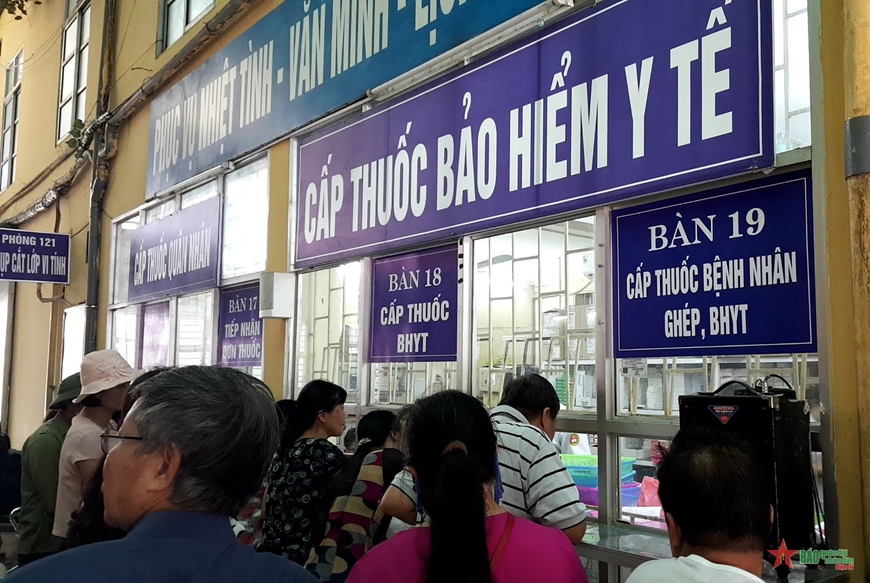 PHỤC VỤ NHIỆT TÌNH - VĂN MINH - LỊCH
CẤP THUỐC BẢO HIỂM Y TẾ
PHÒNG 121
ỤP CẮT LỚP VI TÍNH
CẤP THUỐC QUÂN NHÂN
BÀN 17
TIẾP NHẬN
ĐƠN THUỐC
BÀN 18
CẤP THUỐC
BHYT
BÀN 19
CẤP THUỐC BỆNH NHÂN
GHÉP, BHYT
BÁO